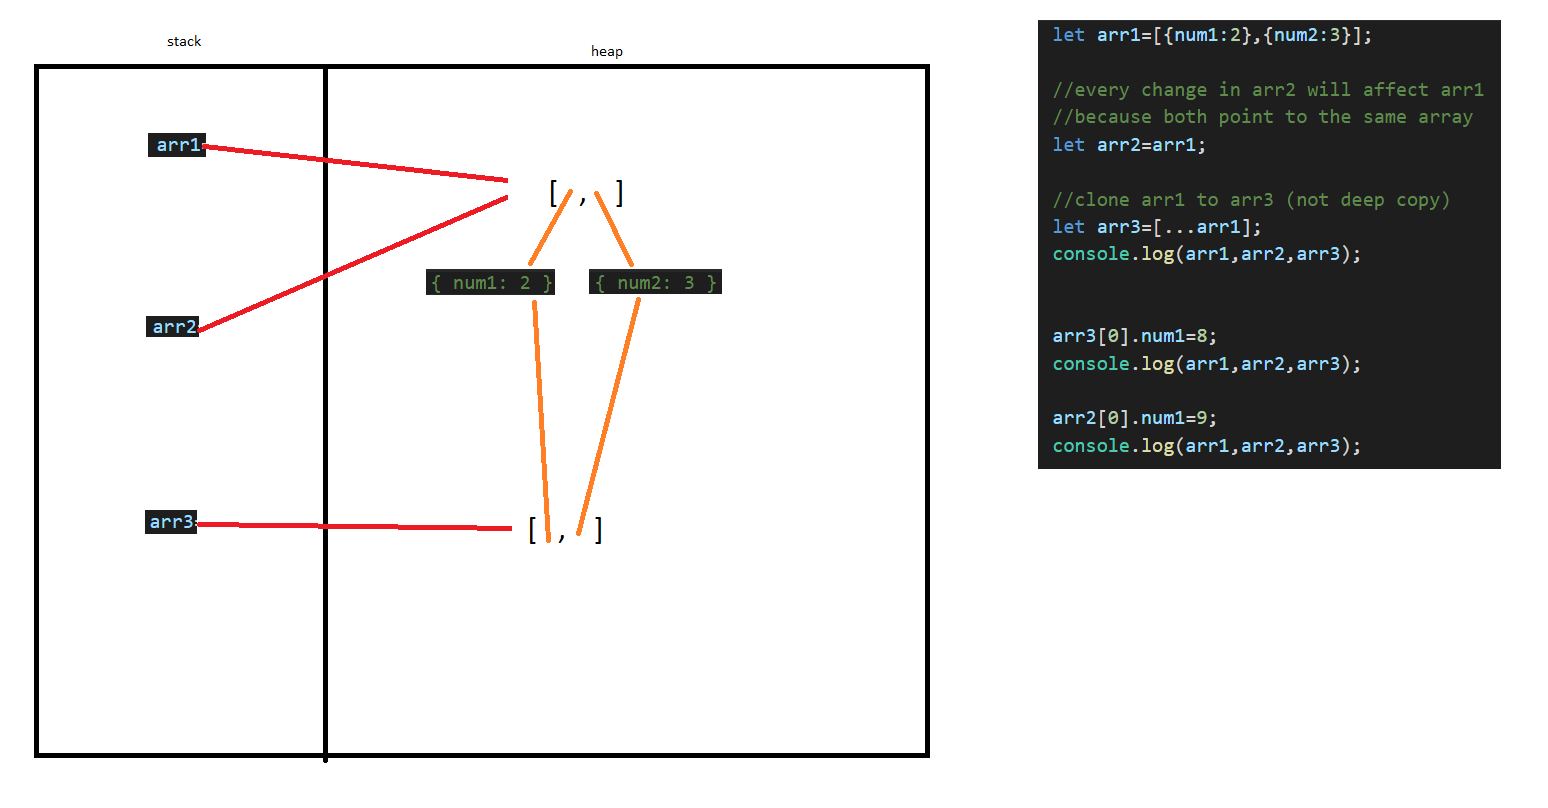 stack
heap
arr1
[ , ]
{ num1: 2 }
{ num2: 3 }
arr2
arr3
[ , ]
let arr1=[{num1:2},{num2:3}];
//every change in arr2 will affect arr1
//because both point to the same array
let arr2=arr1;
//clone arr1 to arr3 (not deep copy)
let arr3=[...arr1];
console.log(arr1,arr2,arr3);
arr3[0].num1=8;
console.log(arr1,arr2,arr3);
arr2[0].num1=9;
console.log(arr1,arr2,arr3);